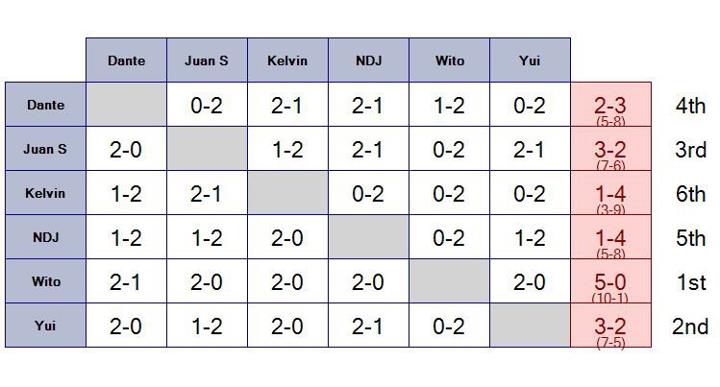 Dante Juan S Kelvin NDJ Wito Yui
Dante 0-2 2-1 2-1 1-2 0-2 2-3 (5-8) 4th
Juan S 2-0 1-2 2-1 0-2 2-1 3-2 (7-6) 3rd
Kelvin 1-2 2-1 0-2 0-2 0-2 1-4 (3-9) 6th
NDJ 1-2 1-2 2-0 0-2 1-2 1-4 (5-8) 5th
Wito 2-1 2-0 2-0 2-0 2-0 5-0 (10-1) 1st
Yui 2-0 1-2 2-0 2-1 0-2 3-2 (7-5) 2nd